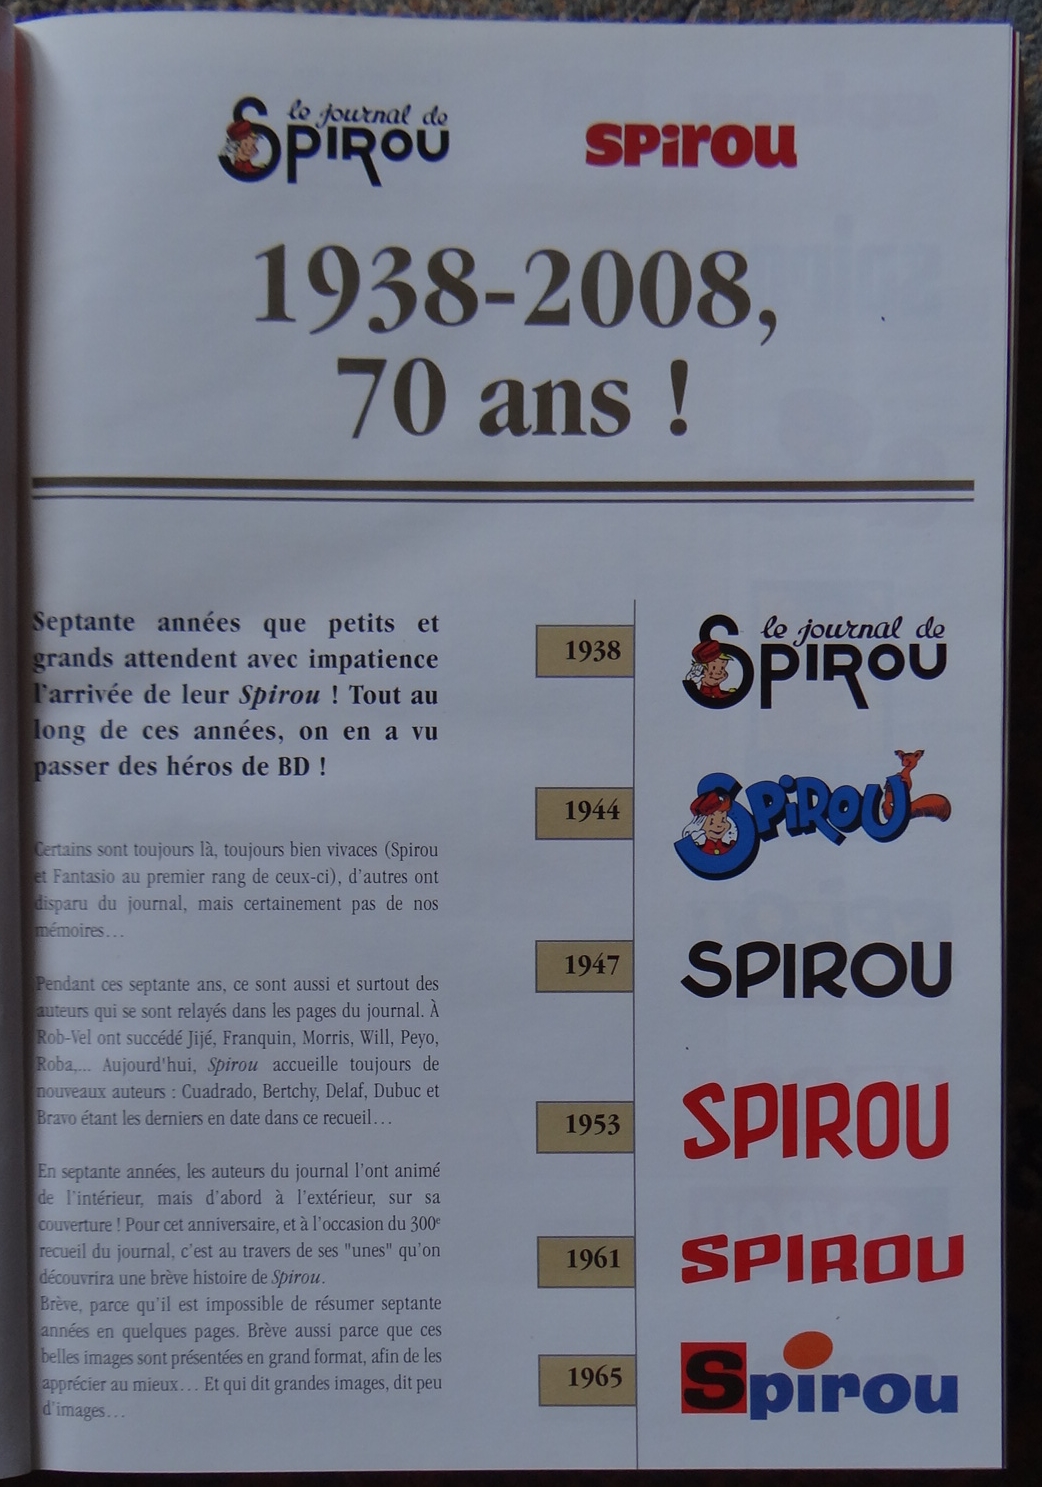 le journal de
SPIROU
spirou
1938-2008,
70 ans !
Septante années que petits et
grands attendent avec impatience
l'arrivée de leur Spirou ! Tout au
long de ces années, on en a vu
passer des héros de BD !
Certains sont toujours là, toujours bien vivaces (Spirou
et Fantasio au premier rang de ceux-ci), d'autres ont
disparu du journal, mais certainement pas de nos
mémoires…
Pendant ces septante ans, ce sont aussi et surtout des
auteurs qui se sont relayés dans les pages du journal. À
Rob-Vel ont succédé Jijé, Franquin, Morris, Will, Peyo,
Roba,... Aujourd'hui, Spirou accueille toujours de
nouveaux auteurs : Cuadrado, Bertchy, Delaf, Dubuc et
Bravo étant les derniers en date dans ce recueil…
En septante années, les auteurs du journal l'ont animé
de l'intérieur, mais d'abord à l'extérieur, sur sa
couverture ! Pour cet anniversaire, et à l'occasion du 300e
recueil du journal, c'est au travers de ses "unes" qu'on
découvrira une brève histoire de Spirou.
Brève, parce qu'il est impossible de résumer septante
années en quelques pages. Brève aussi parce que ces
belles images sont présentées en grand format, afin de les
apprécier au mieux… Et qui dit grandes images, dit peu
d'images…
1938
le journal de
SPIROU
1944
SPIROU
1947
SPIROU
1953
SPIROU
1961
SPIROU
1965
Spirou